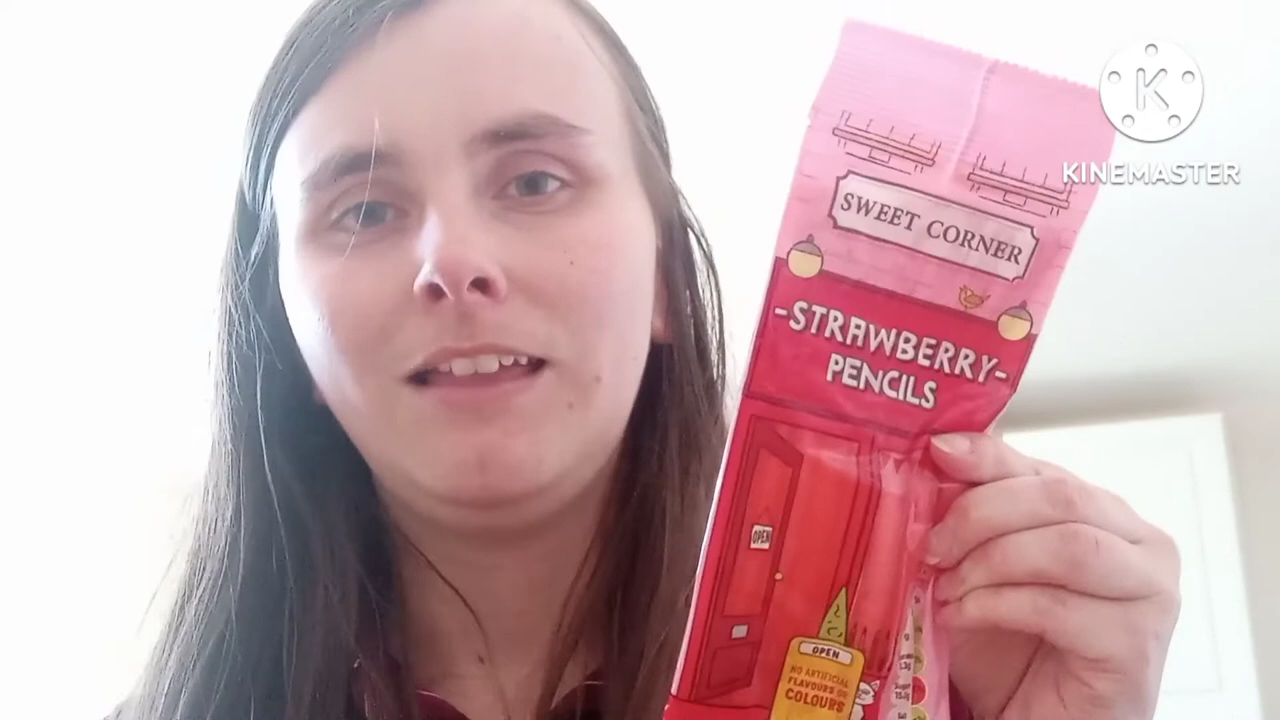 K
KINEMASTER
SWEET CORNER
-STRAWBERRY-
PENCILS
OPEN
OPEN
NO ARTIFICIAL
FLAVOURS OR
COLOURS